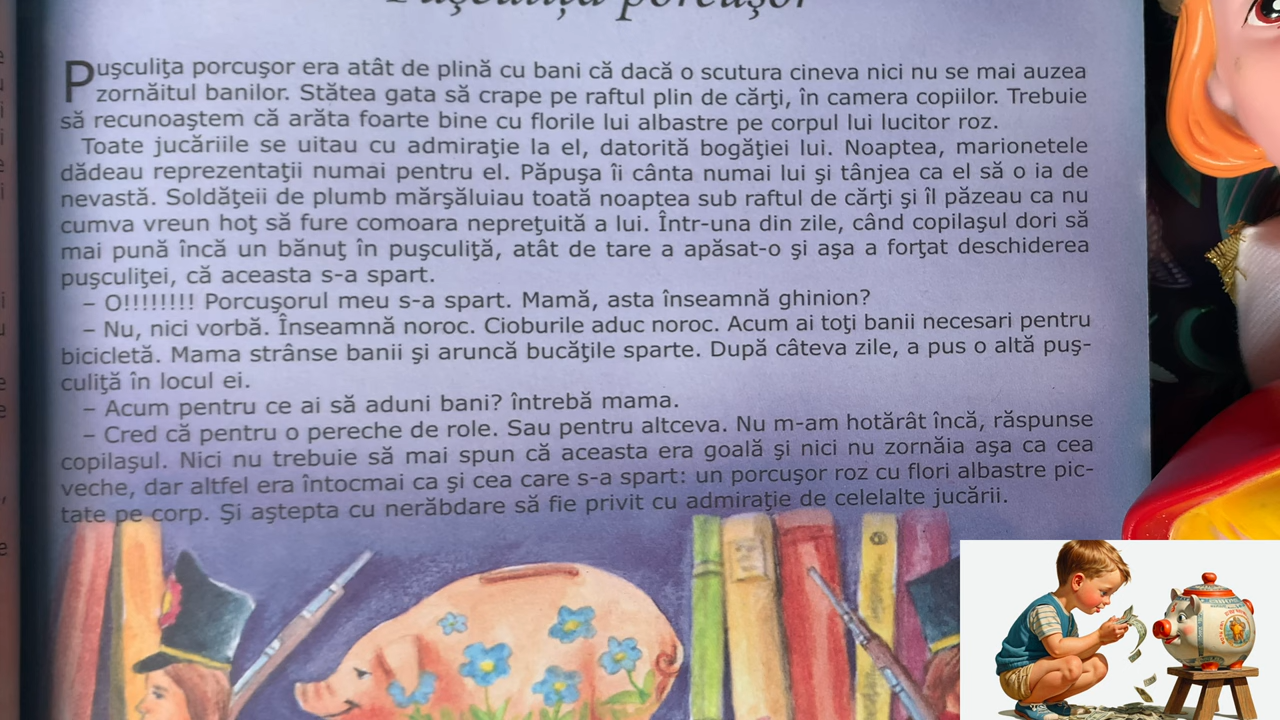 Puşculiţa porcuşor
Puşculiţa porcuşor era atât de plină cu bani că dacă o scutura cineva nici nu se mai auzea
zornăitul banilor. Stătea gata să crape pe raftul plin de cărţi, în camera copiilor. Trebuie
să recunoaştem că arăta foarte bine cu florile lui albastre pe corpul lui lucitor roz.
Toate jucăriile se uitau cu admiraţie la el, datorită bogăţiei lui. Noaptea, marionetele
dădeau reprezentaţii numai pentru el. Păpuşa îi cânta numai lui şi tânjea ca el să o ia de
nevastă. Soldăţeii de plumb mărşăluiau toată noaptea sub raftul de cărţi şi îl păzeau ca nu
cumva vreun hoţ să fure comoara nepreţuită a lui. Într-una din zile, când copilaşul dori să
mai pună încă un bănuţ în puşculiţă, atât de tare a apăsat-o şi aşa a forţat deschiderea
puşculiţei, că aceasta s-a spart.
– O!!!!!!!! Porcuşorul meu s-a spart. Mamă, asta înseamnă ghinion?
– Nu, nici vorbă. Înseamnă noroc. Cioburile aduc noroc. Acum ai toţi banii necesari pentru
bicicletă. Mama strânse banii şi aruncă bucăţile sparte. După câteva zile, a pus o altă puş-
culiţă în locul ei.
– Acum pentru ce ai să aduni bani? întrebă mama.
– Cred că pentru o pereche de role. Sau pentru altceva. Nu m-am hotărât încă, răspunse
copilaşul. Nici nu trebuie să mai spun că aceasta era goală şi nici nu zornăia aşa ca cea
veche, dar altfel era întocmai ca şi cea care s-a spart: un porcuşor roz cu flori albastre pic-
tate pe corp. Şi aştepta cu nerăbdare să fie privit cu admiraţie de celelalte jucării.